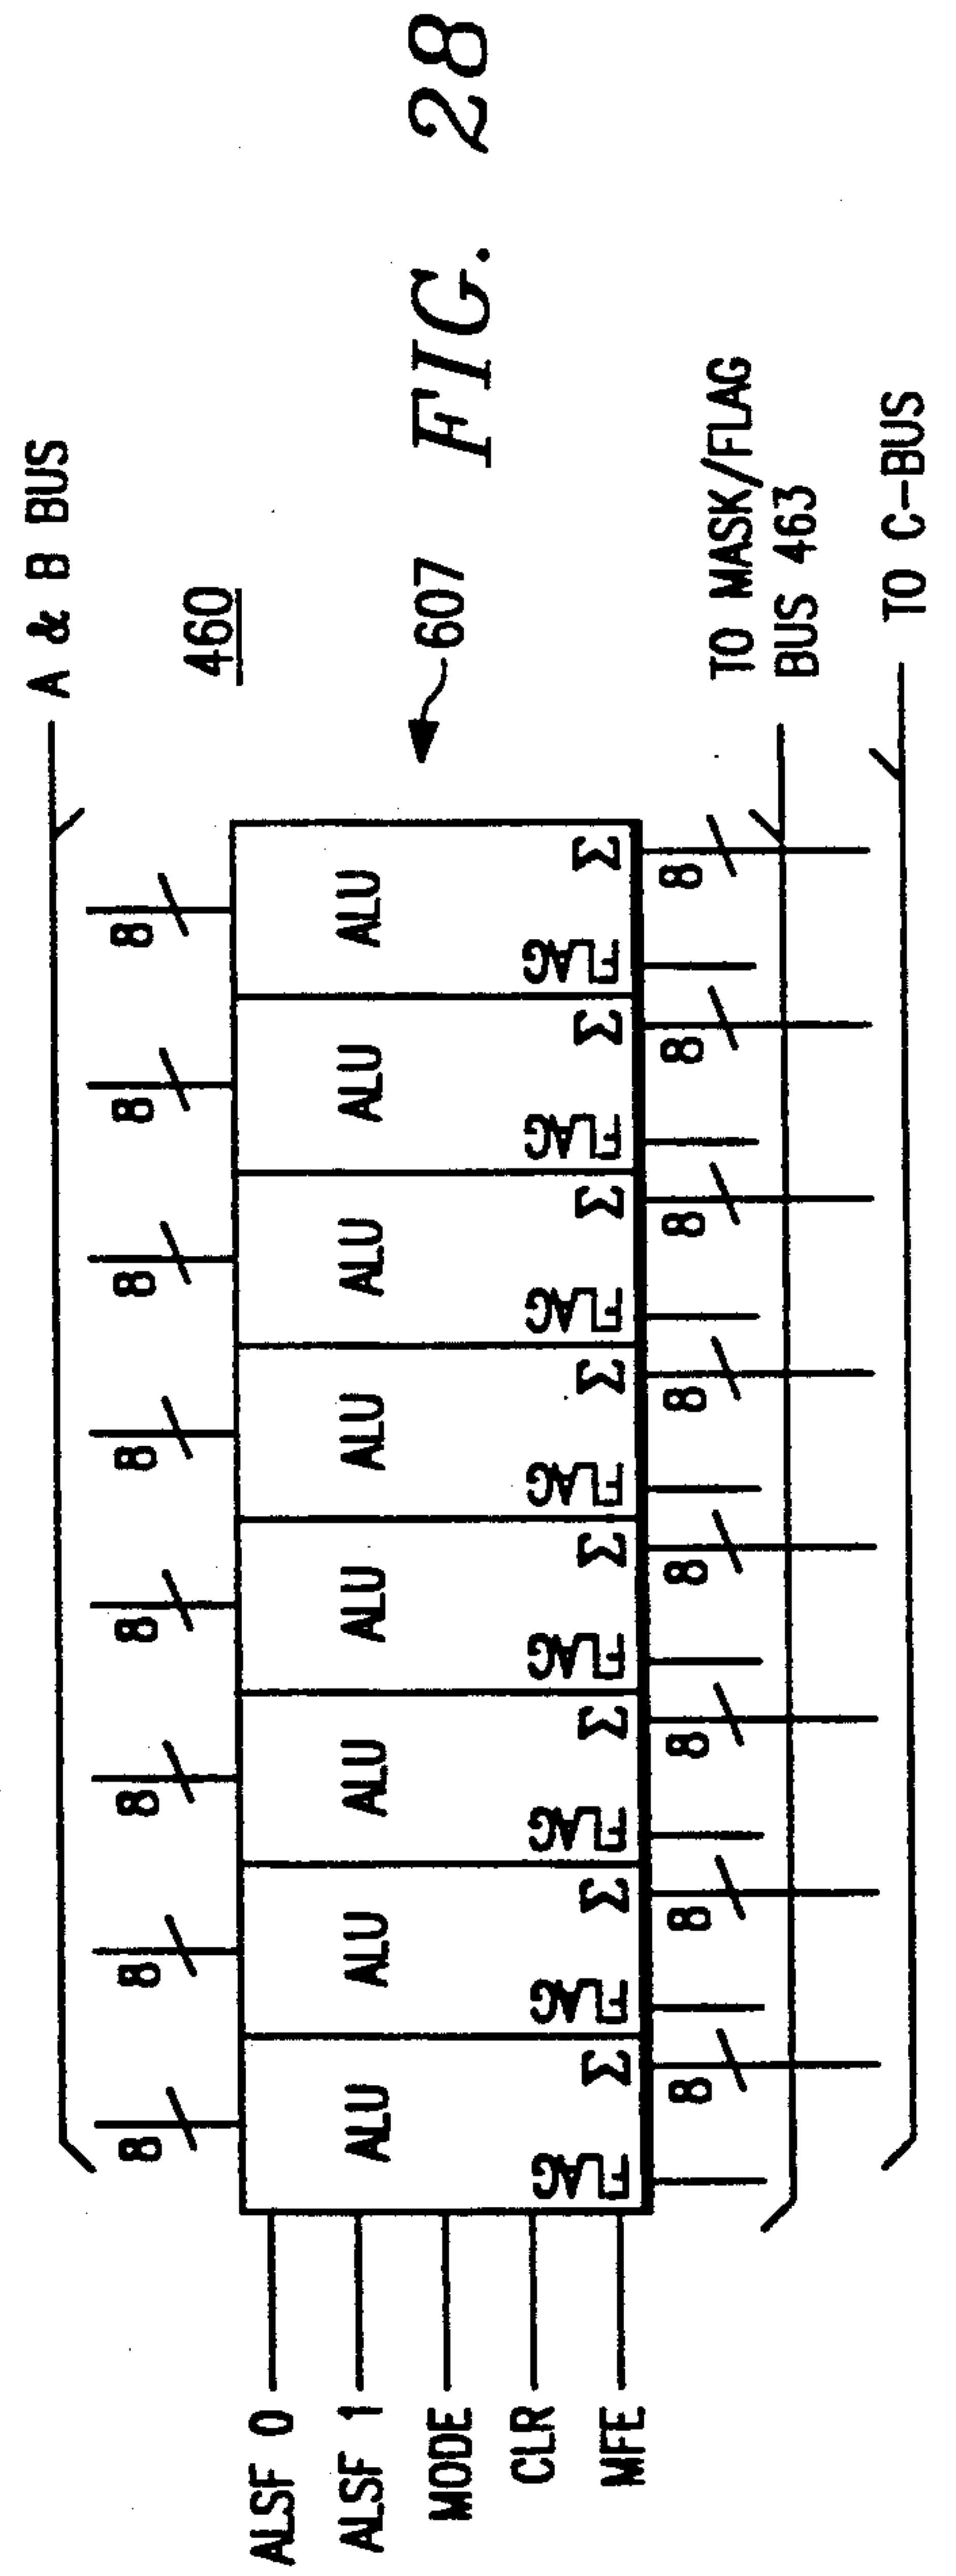 A & B BUS
460
FIG. 28
607
8 8 8 8 8 8 8 8
ALSF 0
ALSF 1
MODE
CLR
MFE
ALU ALU ALU ALU ALU ALU ALU ALU
FLAG Σ FLAG Σ FLAG Σ FLAG Σ FLAG Σ FLAG Σ FLAG Σ FLAG Σ
8 8 8 8 8 8 8 8
TO MASK/FLAG
BUS 463
TO C-BUS